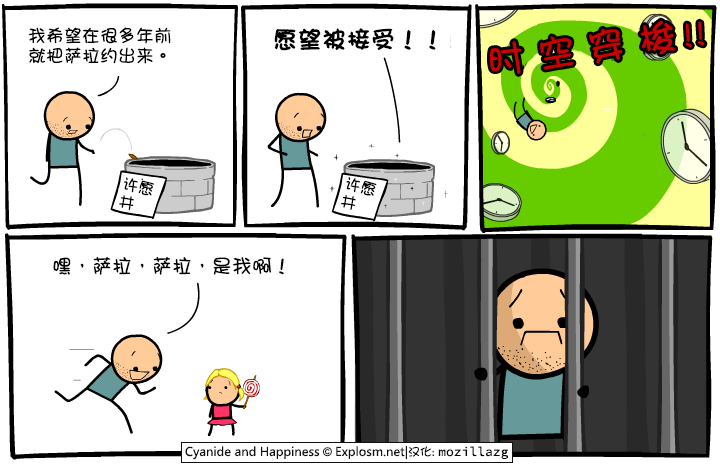 我希望在很多年前
就把萨拉约出来。
许愿
井
愿望被接受！！
许愿
井
时空穿梭!!
嘿，萨拉，萨拉，是我啊！
Cyanide and Happiness © Explosm.net|汉化: mozillazg